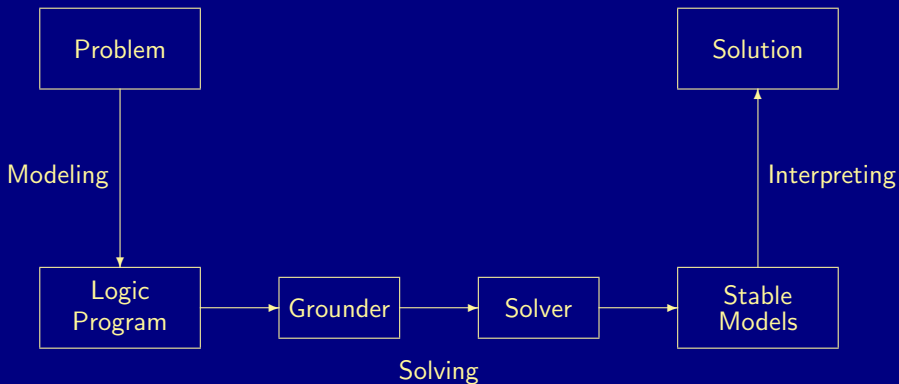 Problem
Solution
Modeling
Interpreting
Logic
Program
Grounder
Solver
Stable
Models
Solving